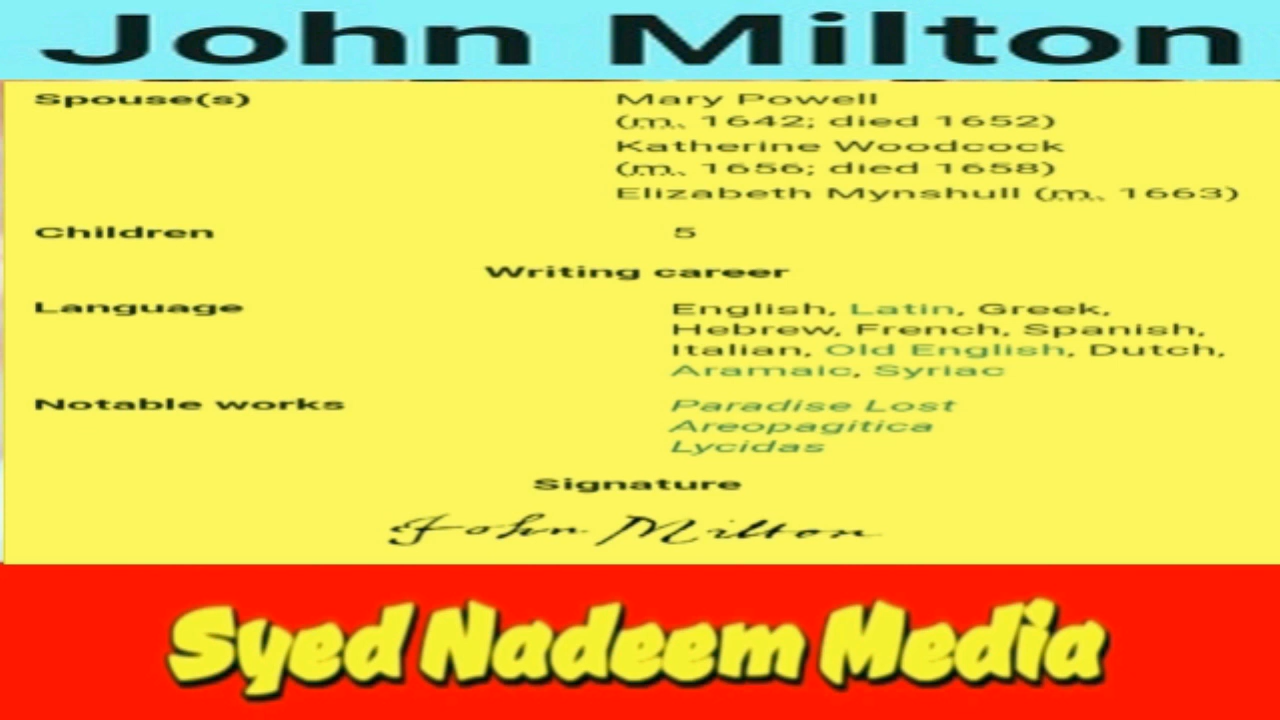 John Milton
Spouse(s) Mary Powell
(m. 1642; died 1652)
Katherine Woodcock
(m. 1656; died 1658)
Elizabeth Mynshull (m. 1663)
Children 5
Writing career
Language English, Latin, Greek,
Hebrew, French, Spanish,
Italian, Old English, Dutch,
Aramaic, Syriac
Notable works Paradise Lost
Areopagitica
Lycidas
Signature
John Milton
Syed Nadeem Media